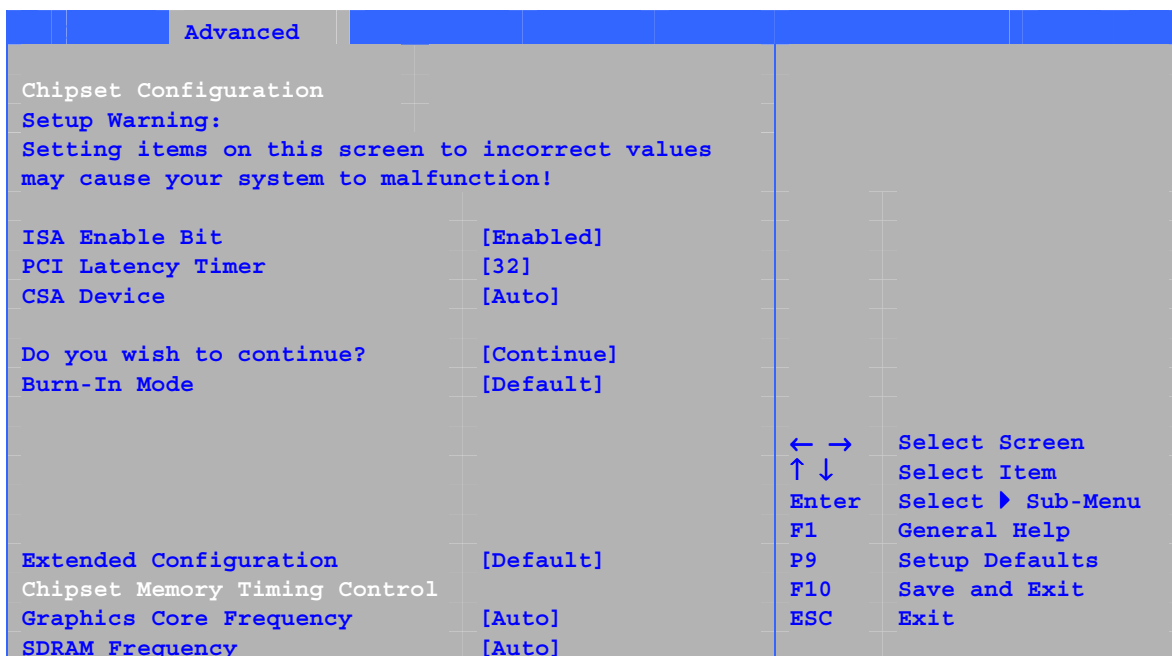 Advanced
Chipset Configuration
Setup Warning:
Setting items on this screen to incorrect values
may cause your system to malfunction!
ISA Enable Bit [Enabled]
PCI Latency Timer [32]
CSA Device [Auto]
Do you wish to continue? [Continue]
Burn-In Mode [Default]
Extended Configuration [Default]
Chipset Memory Timing Control
Graphics Core Frequency [Auto]
SDRAM Frequency [Auto]
← → Select Screen
↑ ↓ Select Item
Enter Select ▶ Sub-Menu
F1 General Help
P9 Setup Defaults
F10 Save and Exit
ESC Exit